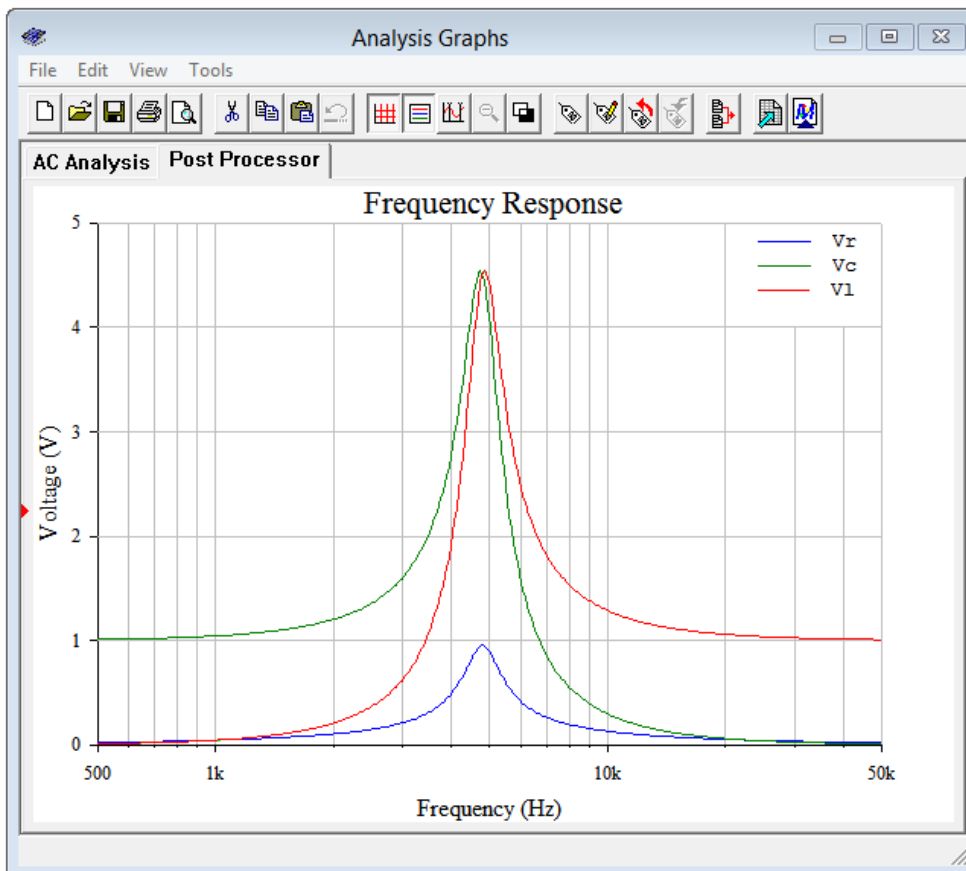 Analysis Graphs
File Edit View Tools
AC Analysis Post Processor
Frequency Response
5
Vr
Vc
Vl
4
3
Voltage (V)
2
1
0
500 1k 10k 50k
Frequency (Hz)